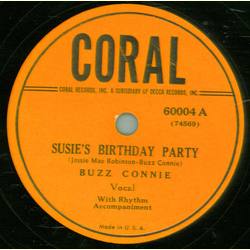 CORAL
CORAL RECORDS, INC. A SUBSIDIARY OF DECCA RECORDS, INC.
60004 A
(74569)
SUSIE'S BIRTHDAY PARTY
(Jessie Mae Robinson-Buzz Connie)
BUZZ CONNIE
Vocal
With Rhythm
Accompaniment
Made in U. S. A.